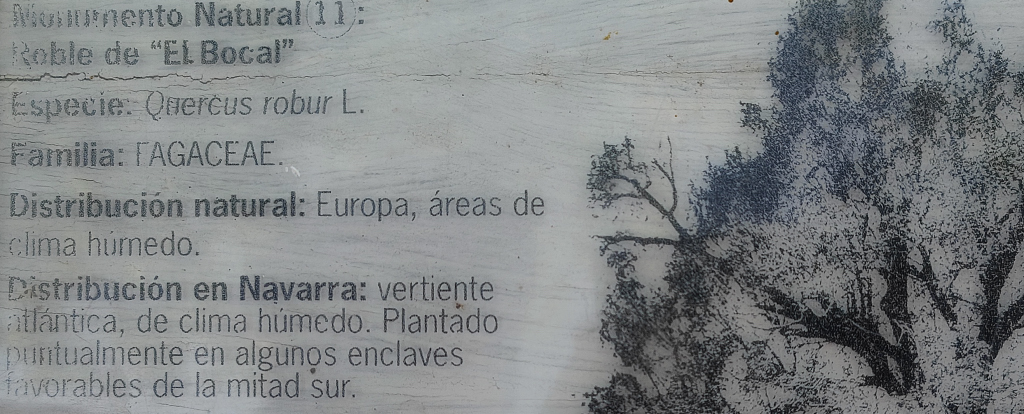 Monumento Natural (11):
Roble de “El Bocal”
Especie: Quercus robur L.
Familia: FAGACEAE.
Distribución natural: Europa, áreas de
clima húmedo.
Distribución en Navarra: vertiente
atlántica, de clima húmedo. Plantado
puntualmente en algunos enclaves
favorables de la mitad sur.